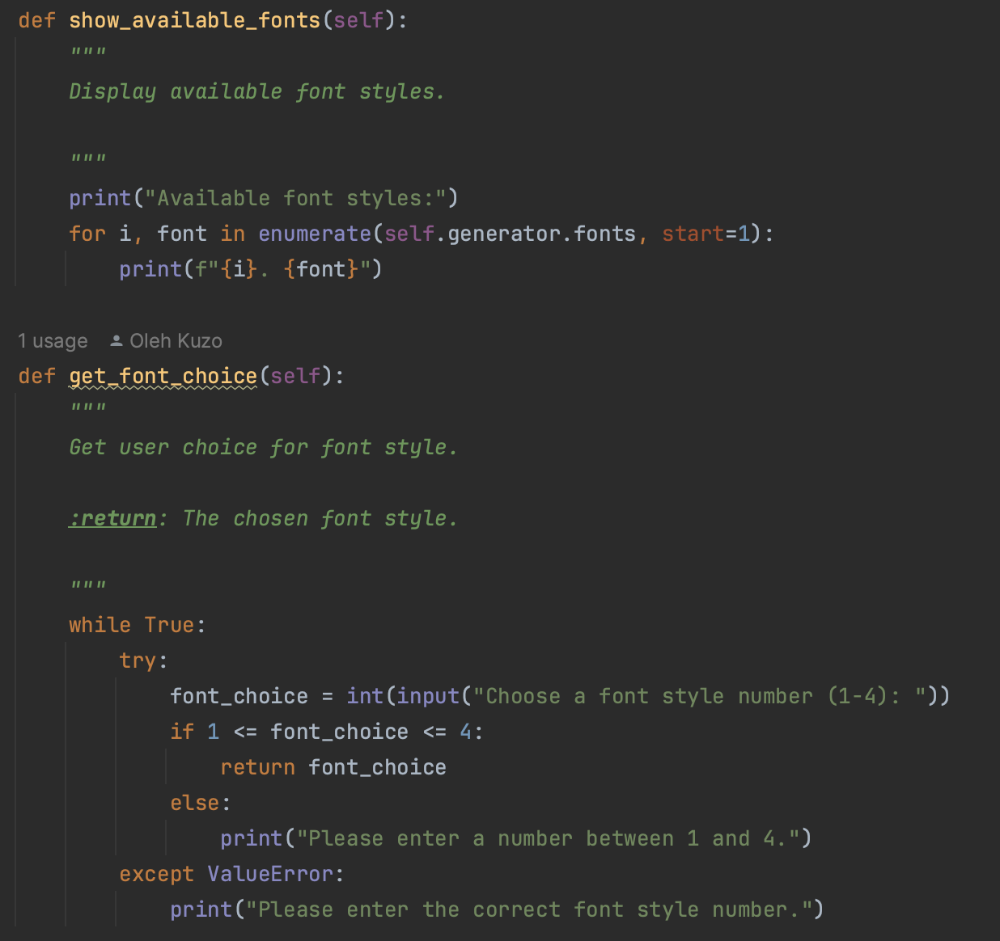 def show_available_fonts(self):
    """
    Display available font styles.

    """
    print("Available font styles:")
    for i, font in enumerate(self.generator.fonts, start=1):
        print(f"{i}. {font}")

1 usage   Oleh Kuzo
def get_font_choice(self):
    """
    Get user choice for font style.

    :return: The chosen font style.

    """
    while True:
        try:
            font_choice = int(input("Choose a font style number (1-4): "))
            if 1 <= font_choice <= 4:
                return font_choice
            else:
                print("Please enter a number between 1 and 4.")
        except ValueError:
            print("Please enter the correct font style number.")